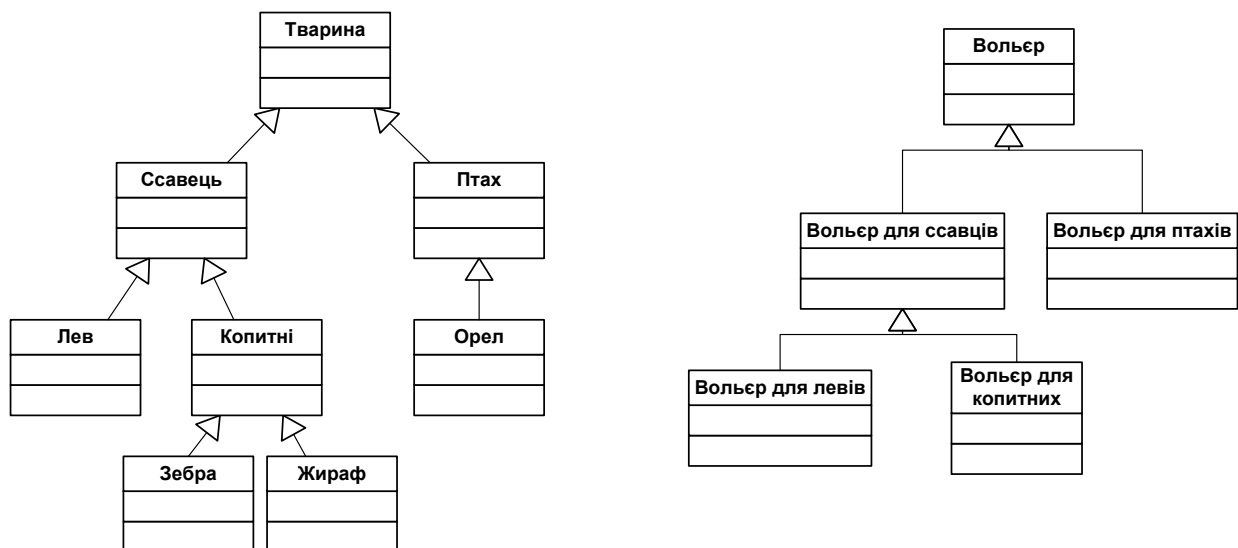 Тварина
Ссавець
Птах
Лев
Копитні
Орел
Зебра
Жираф
Вольєр
Вольєр для ссавців
Вольєр для птахів
Вольєр для левів
Вольєр для
копитних